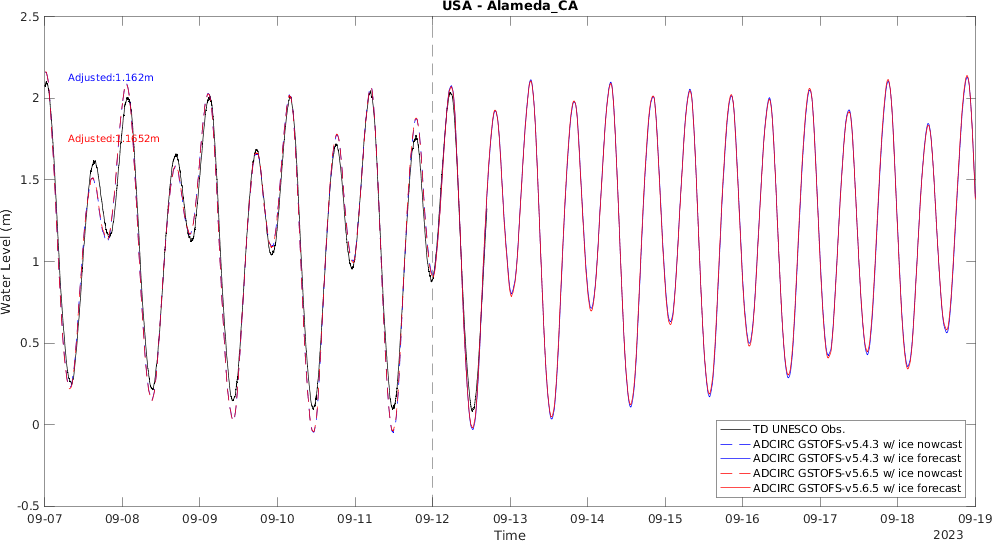 USA - Alameda_CA
2.5
2
1.5
1
0.5
0
-0.5
Water Level (m)
Adjusted:1.162m
Adjusted:1.1652m
TD UNESCO Obs.
ADCIRC GSTOFS-v5.4.3 w/ ice nowcast
ADCIRC GSTOFS-v5.4.3 w/ ice forecast
ADCIRC GSTOFS-v5.6.5 w/ ice nowcast
ADCIRC GSTOFS-v5.6.5 w/ ice forecast
09-07 09-08 09-09 09-10 09-11 09-12 09-13 09-14 09-15 09-16 09-17 09-18 09-19
Time
2023